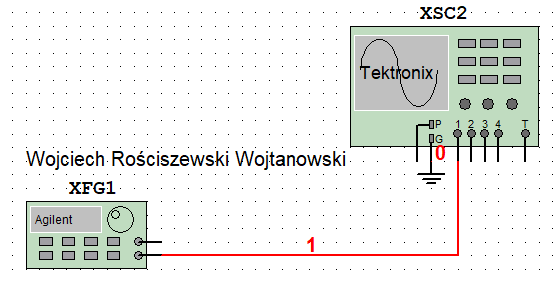 XSC2
Tektronix
P
G
1 2 3 4 T
0
Wojciech Rościszewski Wojtanowski
XFG1
Agilent
1